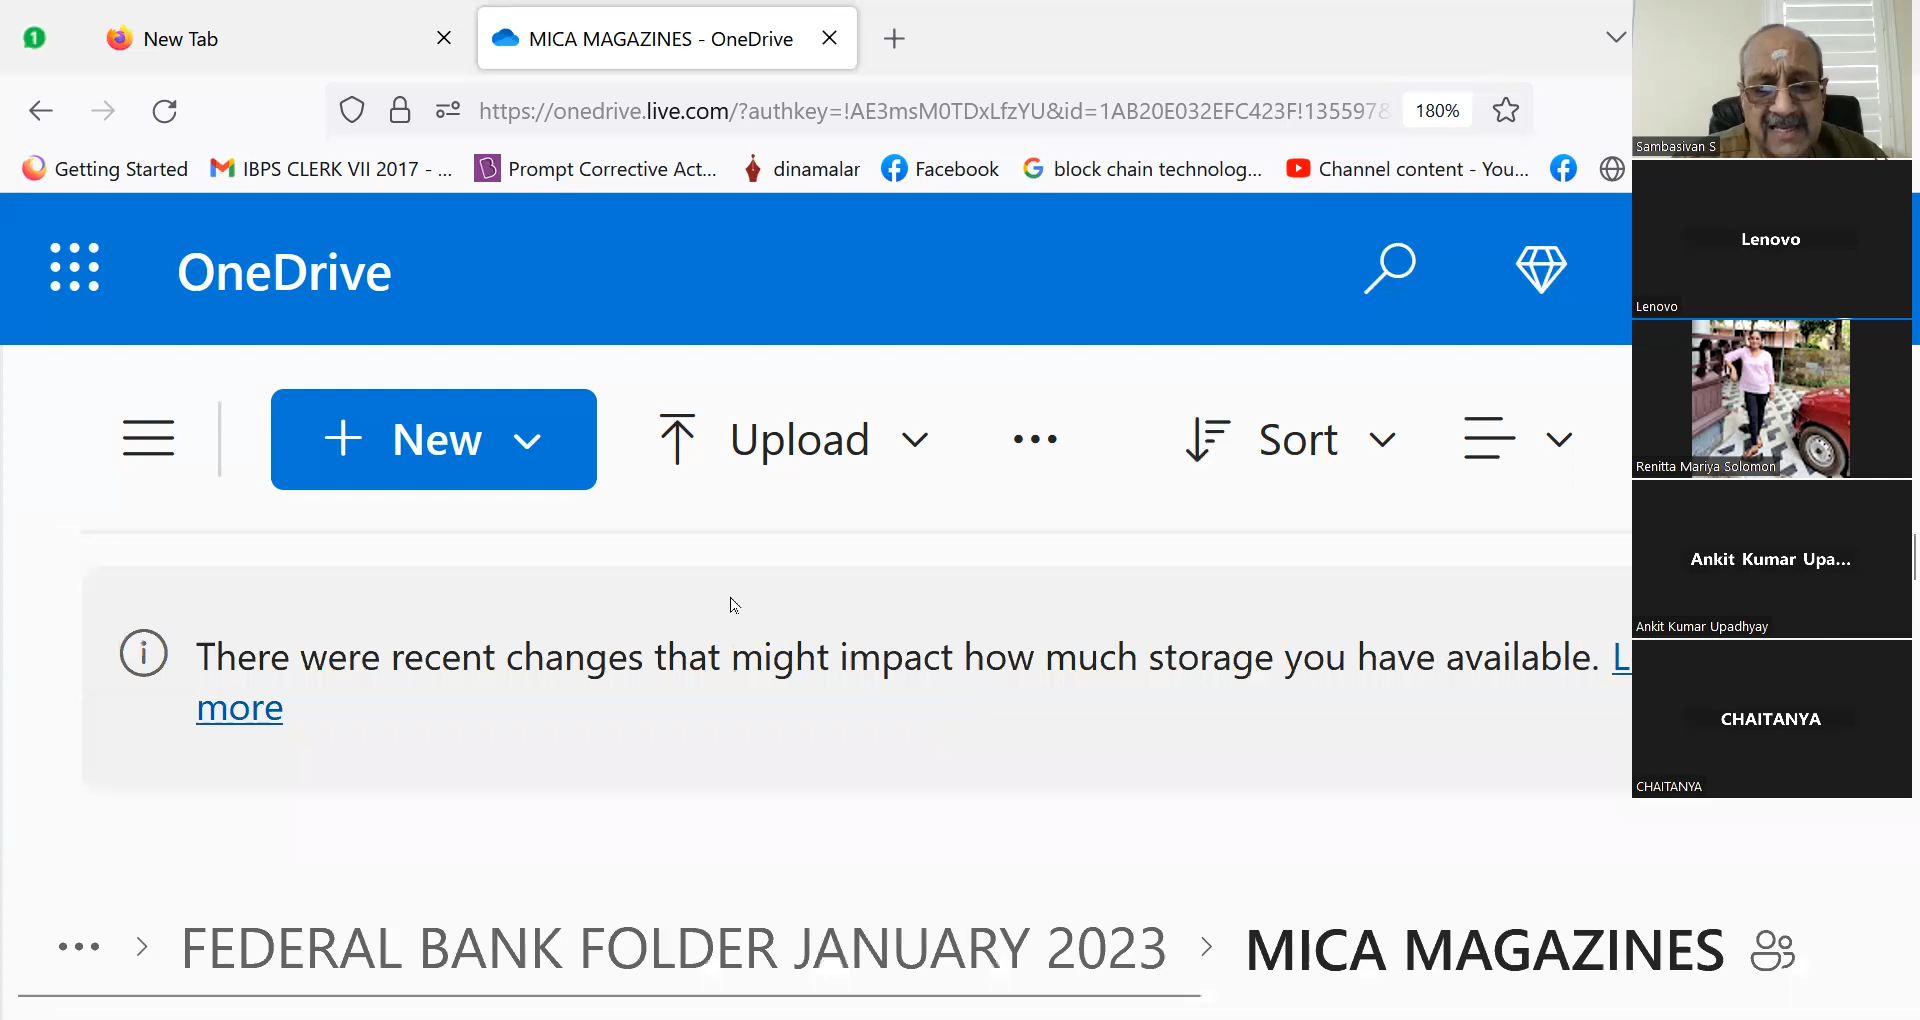 1
New Tab
MICA MAGAZINES - OneDrive
https://onedrive.live.com/?authkey=!AE3msM0TDxLfzYU&id=1AB20E032EFC423F!1355978
180%
Getting Started
IBPS CLERK VII 2017 - ...
Prompt Corrective Act...
dinamalar
Facebook
block chain technolog...
Channel content - You...
OneDrive
New
Upload
Sort
There were recent changes that might impact how much storage you have available. L
more
FEDERAL BANK FOLDER JANUARY 2023 > MICA MAGAZINES
Sambasivan S
Lenovo
Lenovo
Renitta Mariya Solomon
Ankit Kumar Upa...
Ankit Kumar Upadhyay
CHAITANYA
CHAITANYA